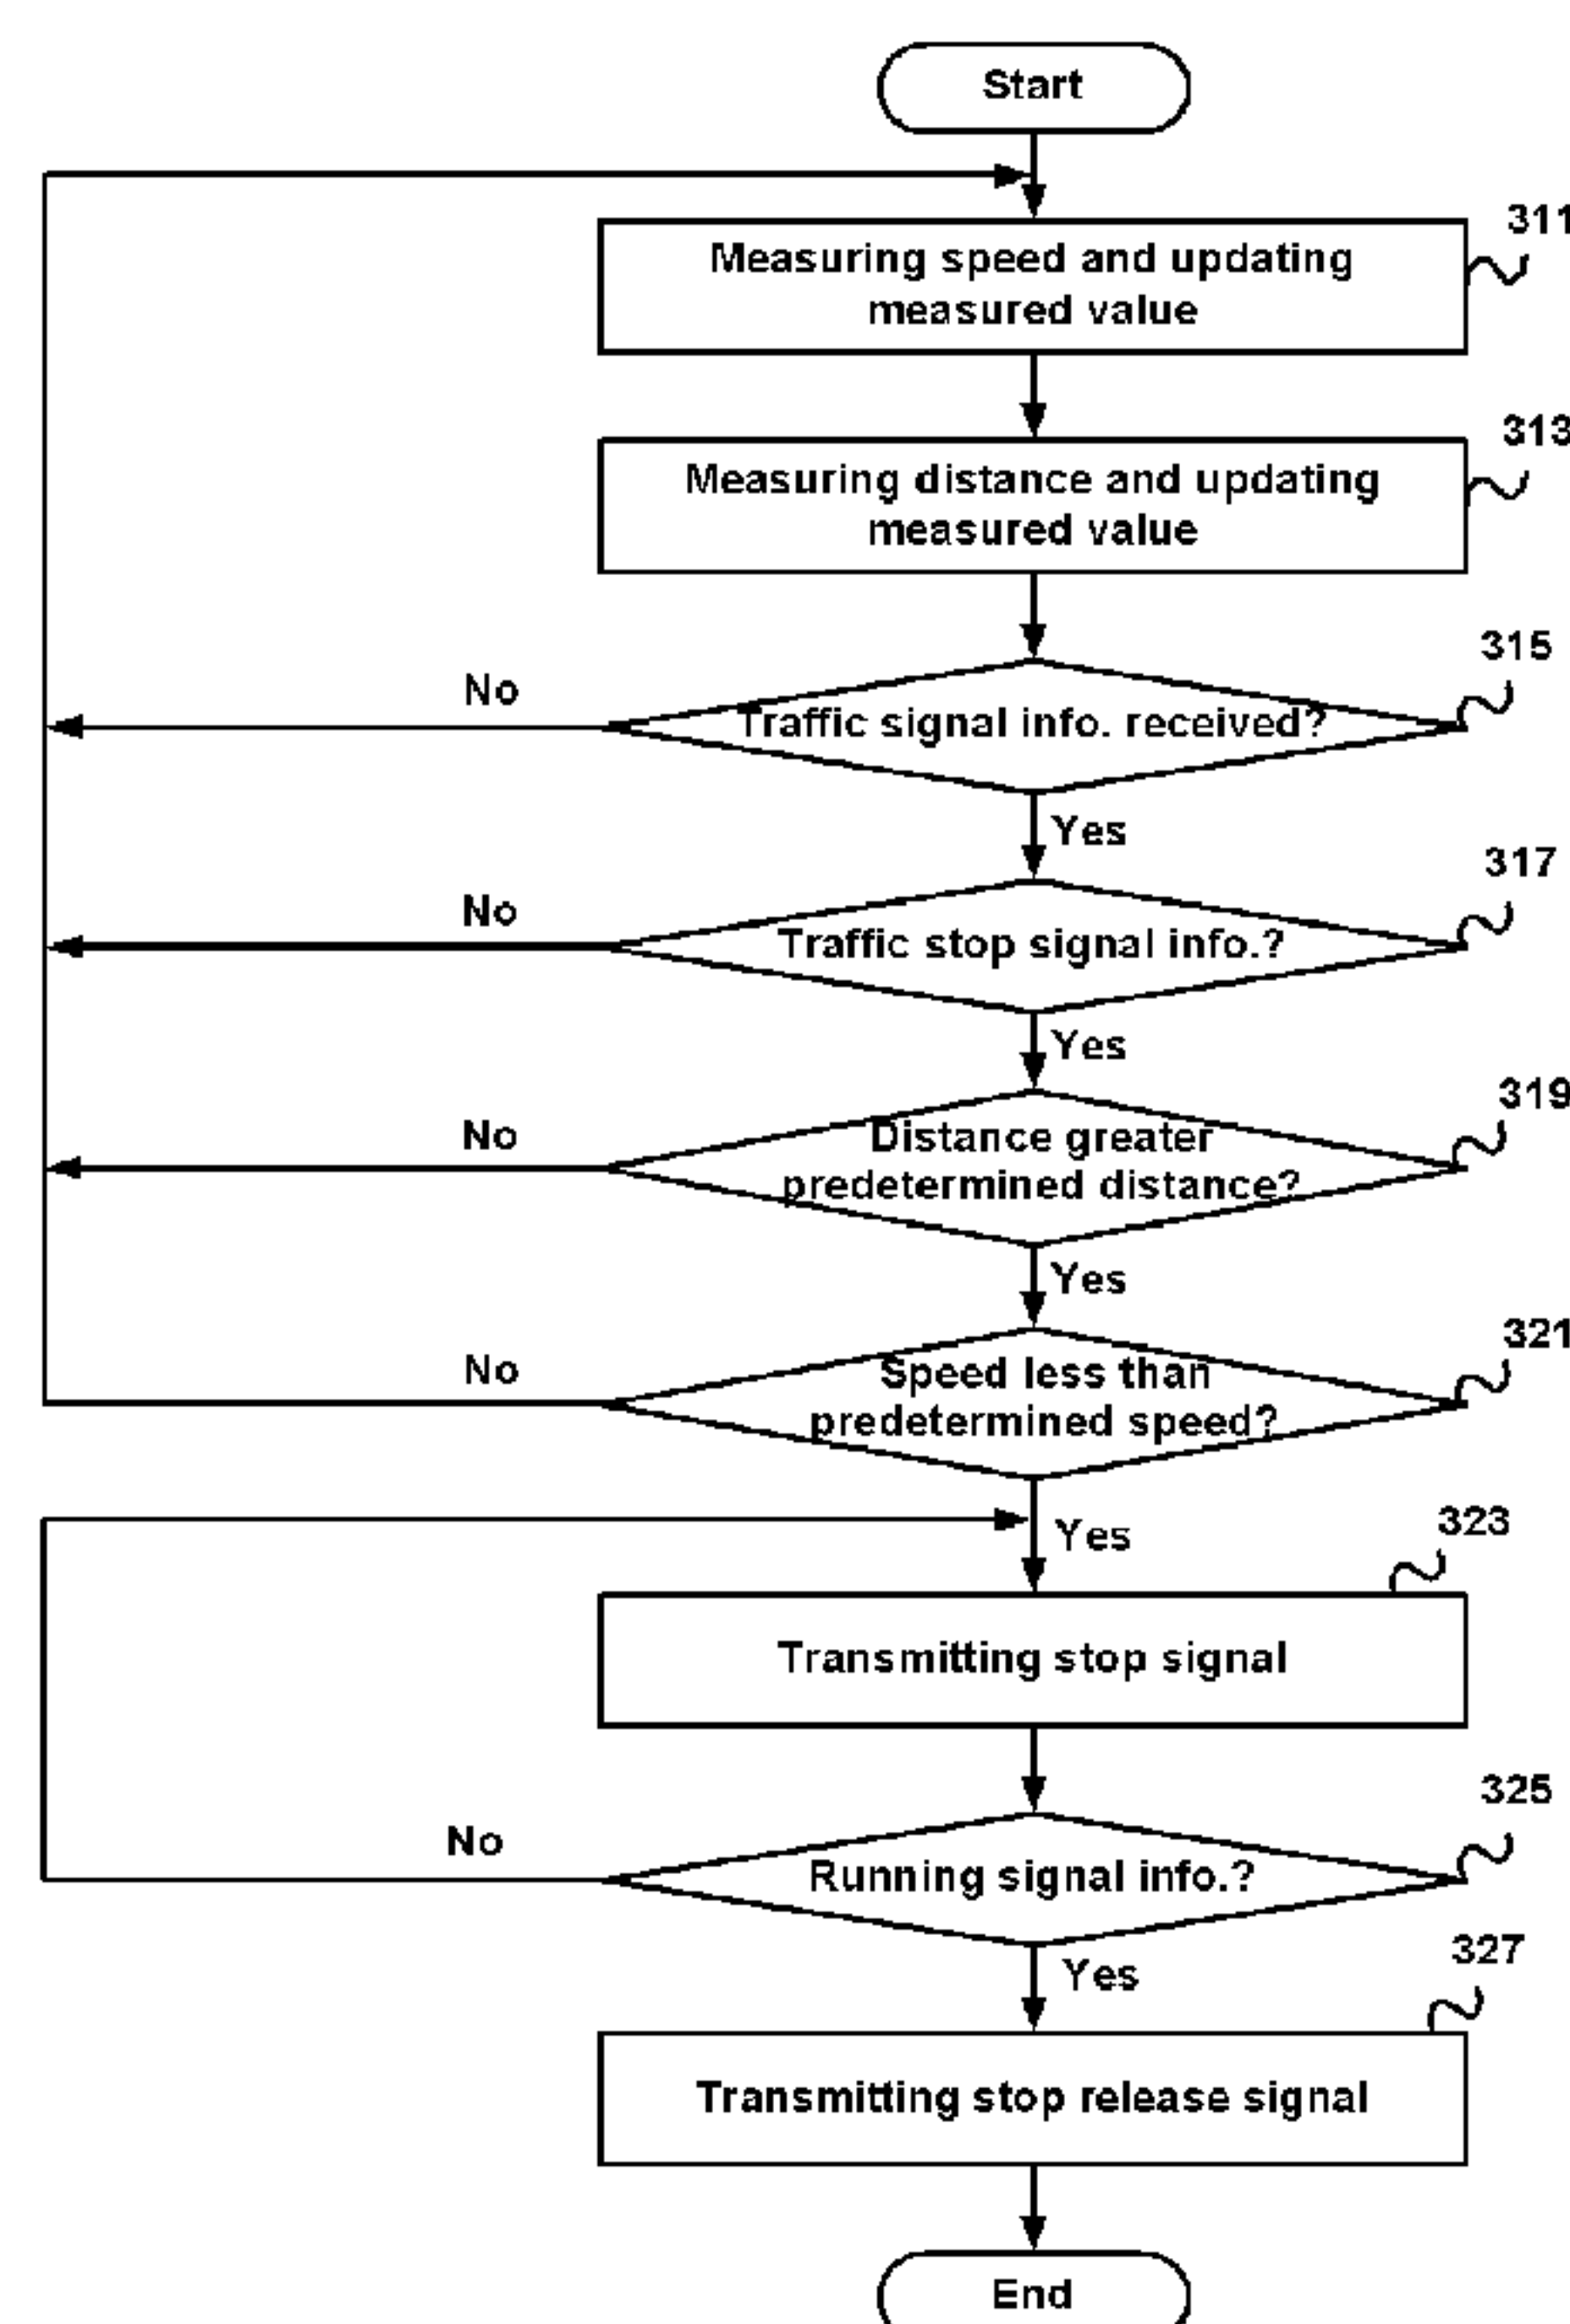 Start
311
Measuring speed and updating
measured value
313
Measuring distance and updating
measured value
315
No
Traffic signal info. received?
Yes
317
No
Traffic stop signal info.?
Yes
319
No
Distance greater
predetermined distance?
Yes
321
No
Speed less than
predetermined speed?
Yes
323
Transmitting stop signal
325
No
Running signal info.?
Yes
327
Transmitting stop release signal
End